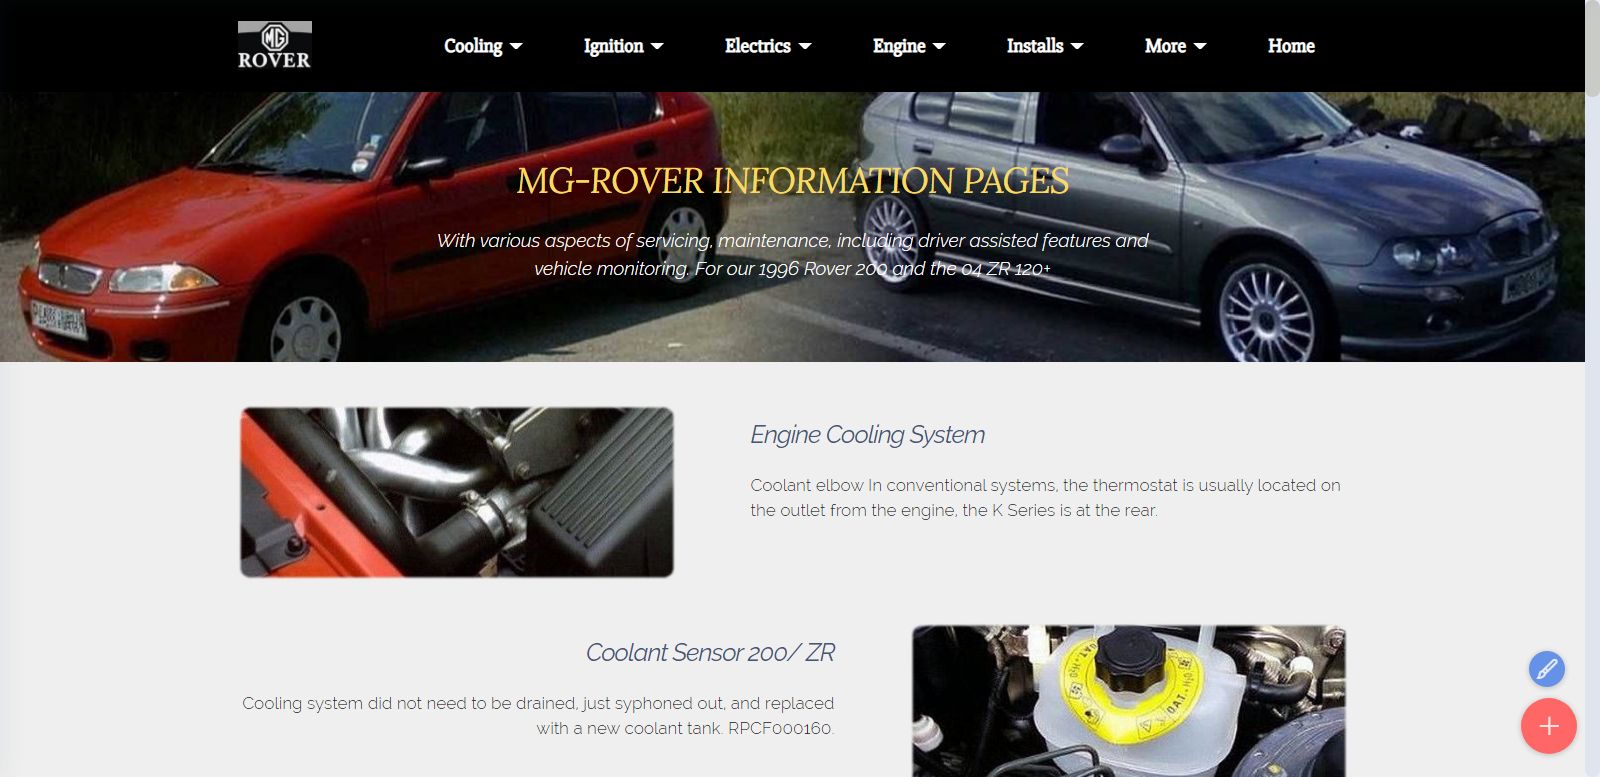 MG
ROVER
Cooling
Ignition
Electrics
Engine
Installs
More
Home
MG-ROVER INFORMATION PAGES
With various aspects of servicing, maintenance, including driver assisted features and
vehicle monitoring. For our 1996 Rover 200 and the 04 ZR 120+
Engine Cooling System
Coolant elbow In conventional systems, the thermostat is usually located on
the outlet from the engine, the K Series is at the rear.
Coolant Sensor 200/ ZR
Cooling system did not need to be drained, just syphoned out, and replaced
with a new coolant tank. RPCF000160.